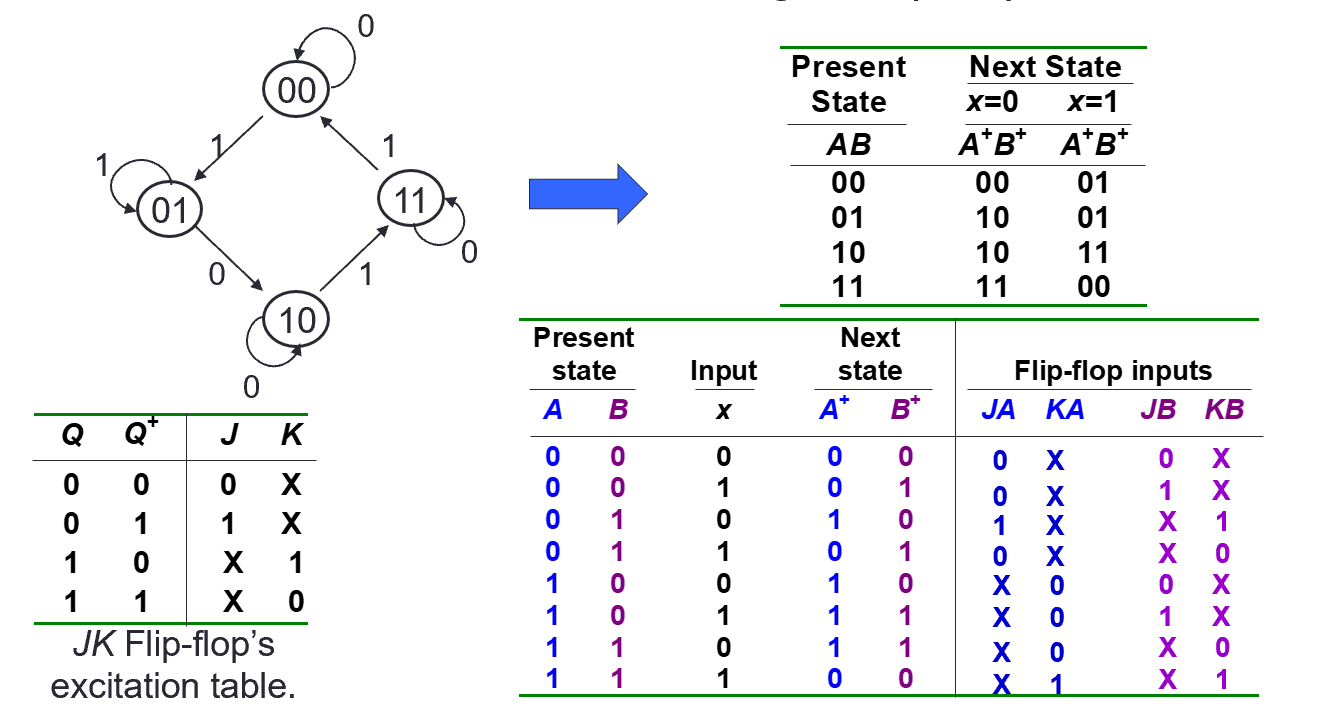 0
00
1
1
1
01
11
0
0
1
10
0
Present Next State
State x=0 x=1
AB A+B+ A+B+
00 00 01
01 10 01
10 10 11
11 11 00
Q Q+ J K
0 0 0 X
0 1 1 X
1 0 X 1
1 1 X 0
JK Flip-flop's
excitation table.
Present Next
state Input state Flip-flop inputs
A B x A+ B+ JA KA JB KB
0 0 0 0 0 0 X 0 X
0 0 1 0 1 0 X 1 X
0 1 0 1 0 1 X X 1
0 1 1 0 1 0 X X 0
1 0 0 1 0 X 0 0 X
1 0 1 1 1 X 0 1 X
1 1 0 1 1 X 0 X 0
1 1 1 0 0 X 1 X 1